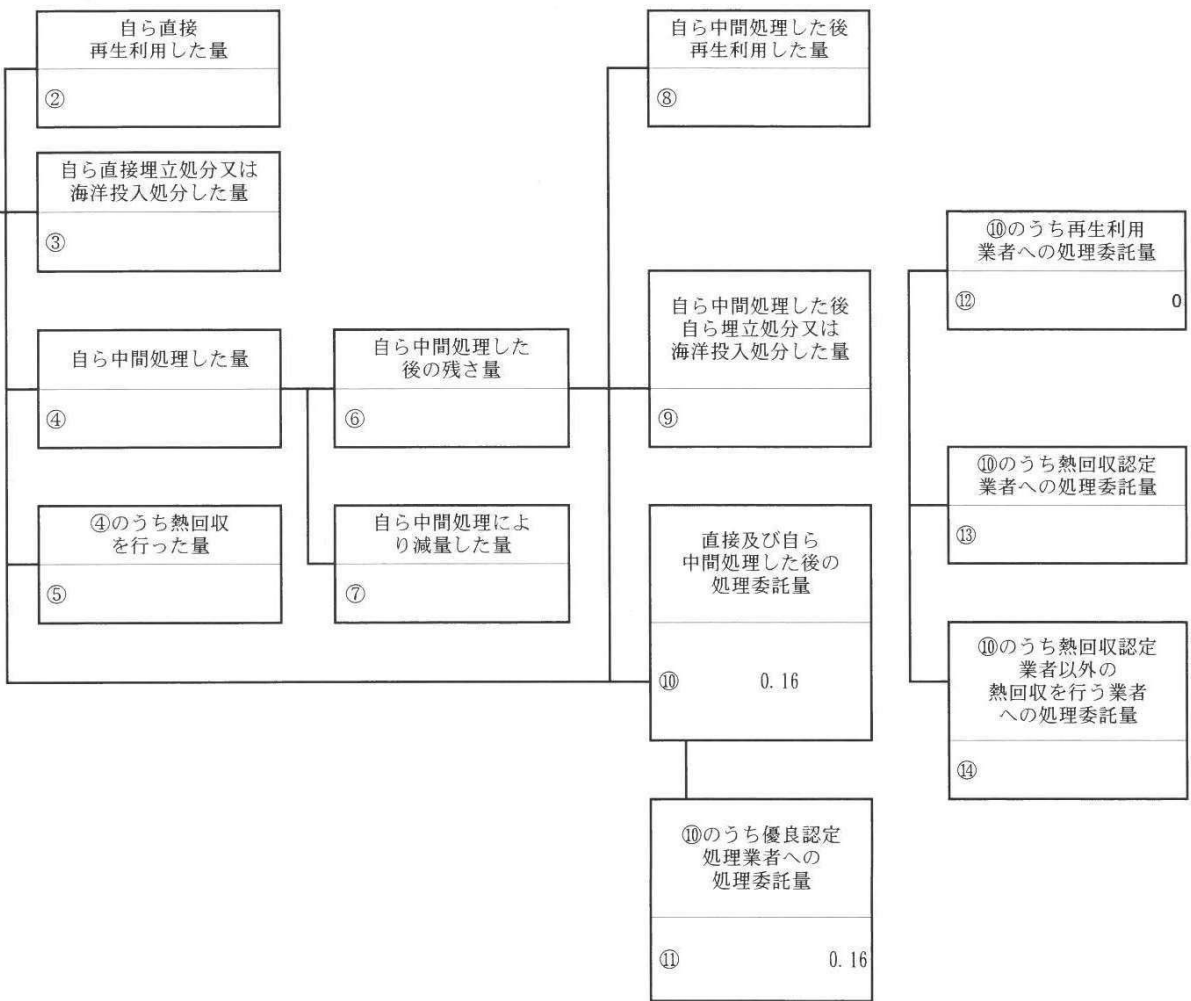 自ら直接
再生利用した量
②
自ら直接埋立処分又は
海洋投入処分した量
③
自ら中間処理した量
④
④のうち熱回収
を行った量
⑤
自ら中間処理した
後の残さ量
⑥
自ら中間処理によ
り減量した量
⑦
自ら中間処理した後
再生利用した量
⑧
自ら中間処理した後
自ら埋立処分又は
海洋投入処分した量
⑨
直接及び自ら
中間処理した後の
処理委託量
⑩ 0.16
⑩のうち優良認定
処理業者への
処理委託量
⑪ 0.16
⑩のうち再生利用
業者への処理委託量
⑫ 0
⑩のうち熱回収認定
業者への処理委託量
⑬
⑩のうち熱回収認定
業者以外の
熱回収を行う業者
への処理委託量
⑭